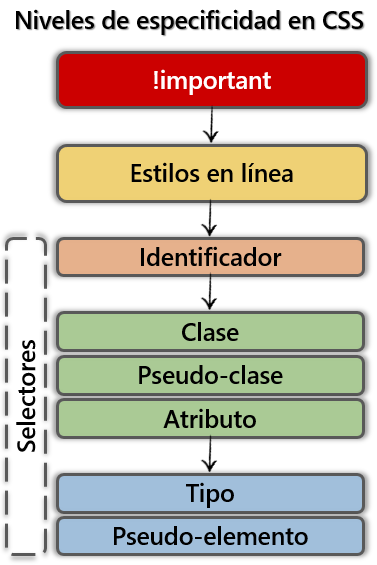 Niveles de especificidad en CSS
!important
Estilos en línea
Selectores
Identificador
Clase
Pseudo-clase
Atributo
Tipo
Pseudo-elemento